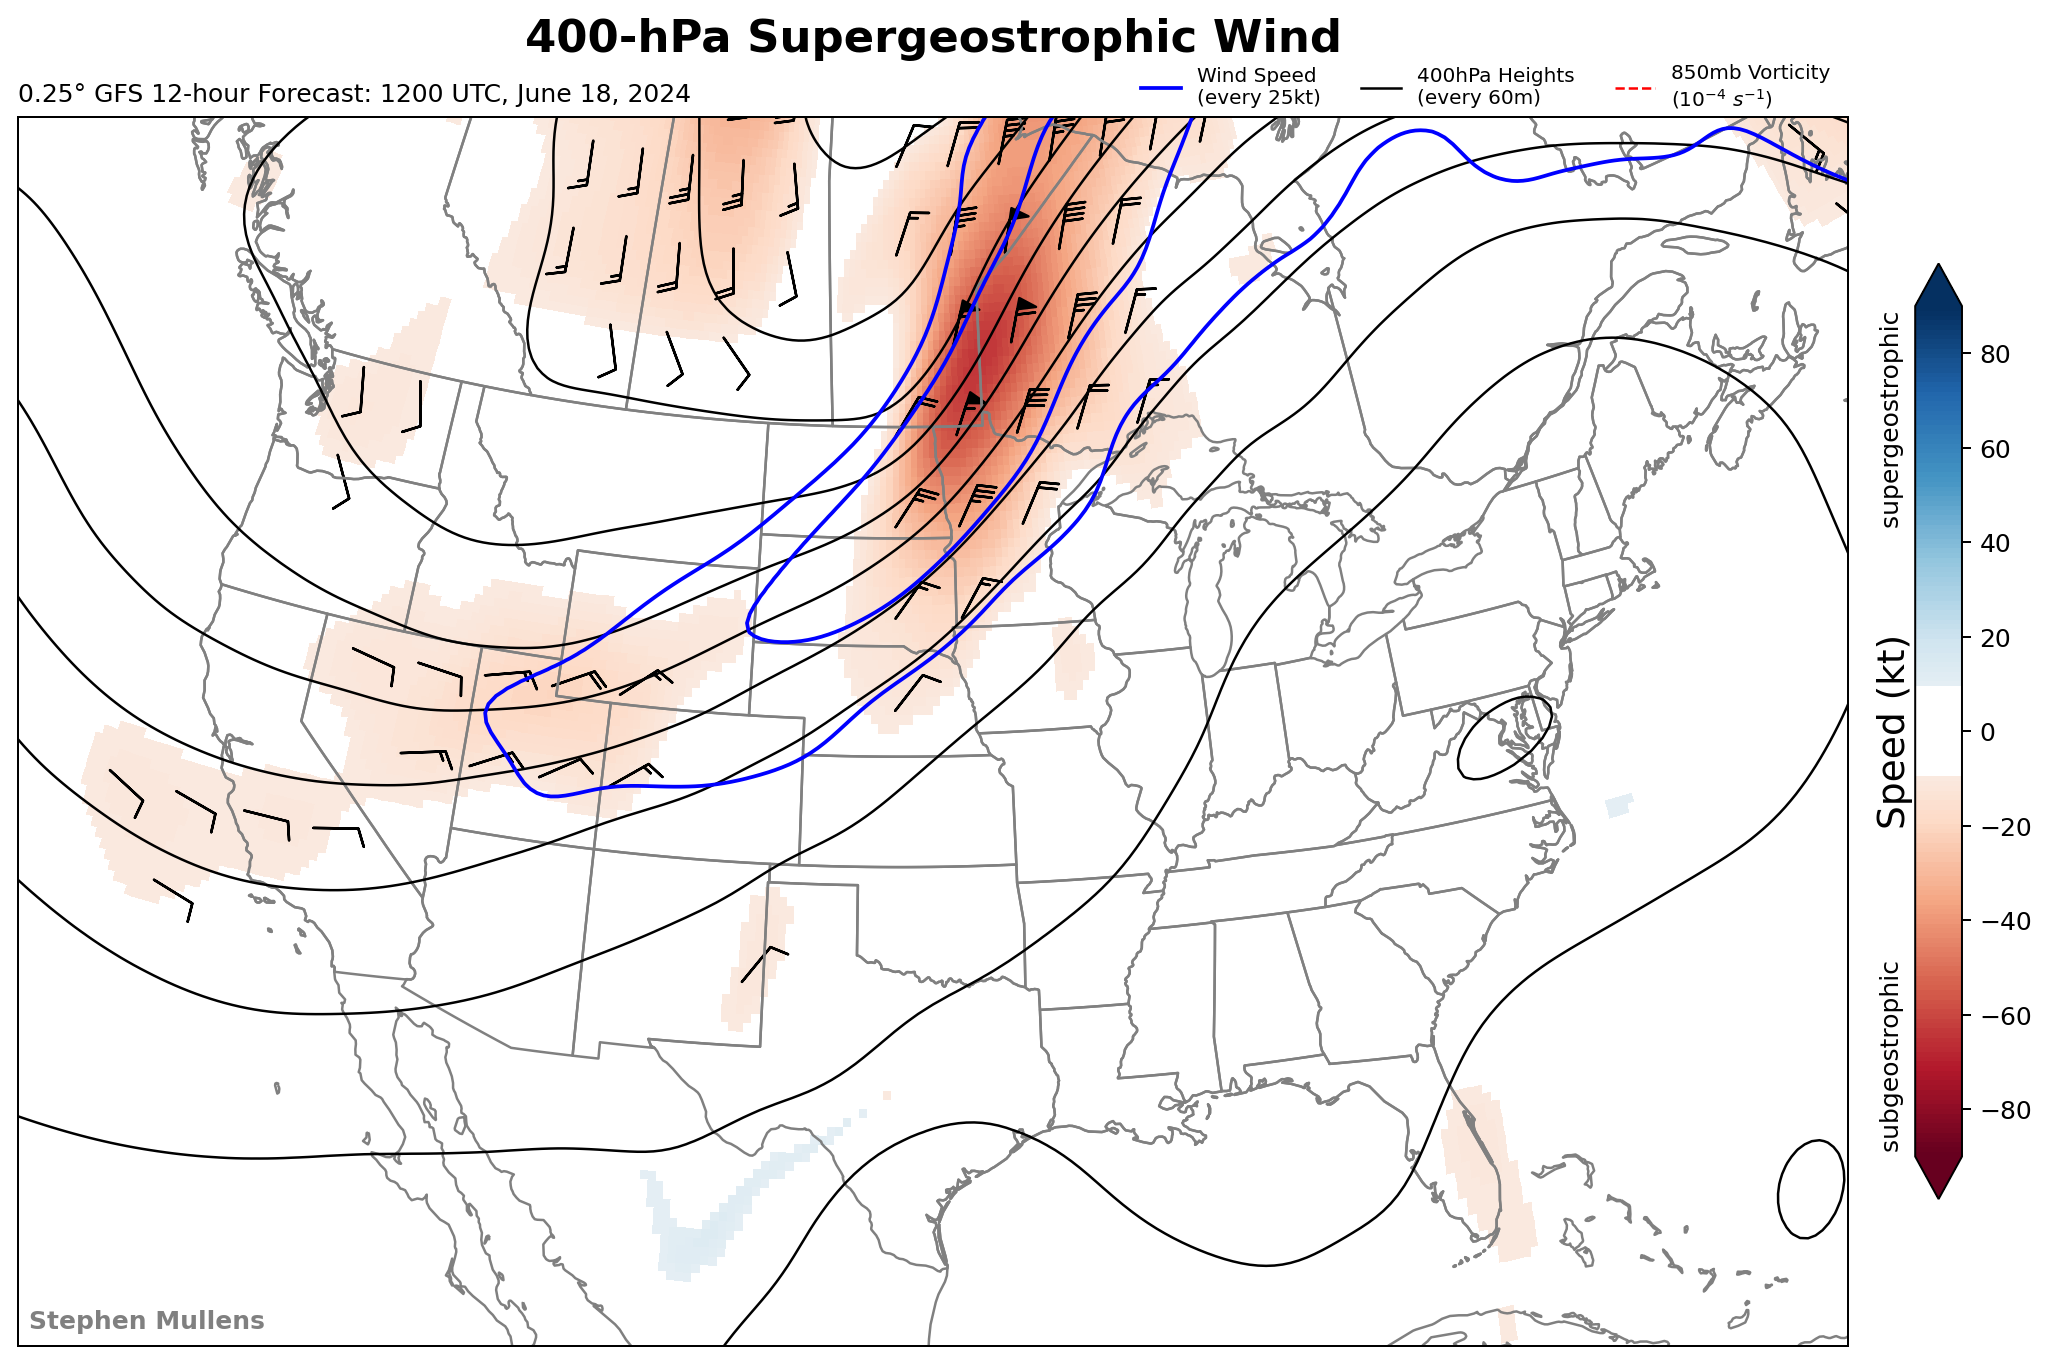 400-hPa Supergeostrophic Wind
0.25° GFS 12-hour Forecast: 1200 UTC, June 18, 2024
Wind Speed
(every 25kt)
400hPa Heights
(every 60m)
850mb Vorticity
(10⁻⁴ s⁻¹)
supergeostrophic
Speed (kt)
subgeostrophic
80
60
40
20
0
−20
−40
−60
−80
Stephen Mullens